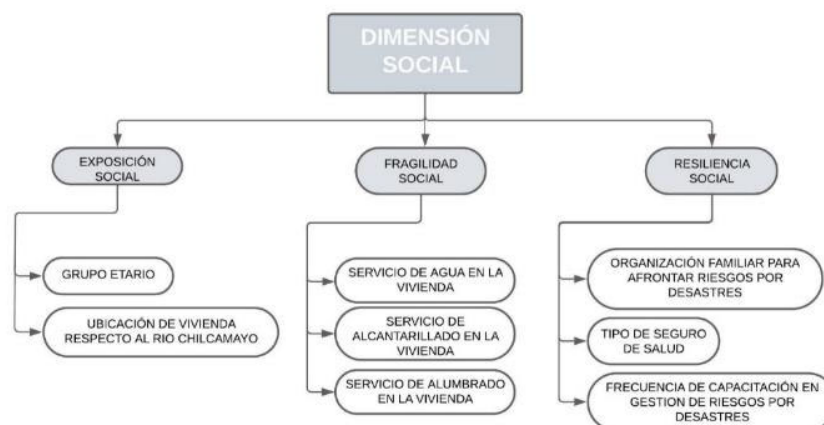 DIMENSIÓN
SOCIAL
EXPOSICIÓN
SOCIAL
GRUPO ETARIO
UBICACIÓN DE VIVIENDA
RESPECTO AL RIO CHILCAMAYO
FRAGILIDAD
SOCIAL
SERVICIO DE AGUA EN LA
VIVIENDA
SERVICIO DE
ALCANTARILLADO EN LA
VIVIENDA
SERVICIO DE ALUMBRADO
EN LA VIVIENDA
RESILIENCIA
SOCIAL
ORGANIZACIÓN FAMILIAR PARA
AFRONTAR RIESGOS POR
DESASTRES
TIPO DE SEGURO
DE SALUD
FRECUENCIA DE CAPACITACIÓN EN
GESTION DE RIESGOS POR
DESASTRES